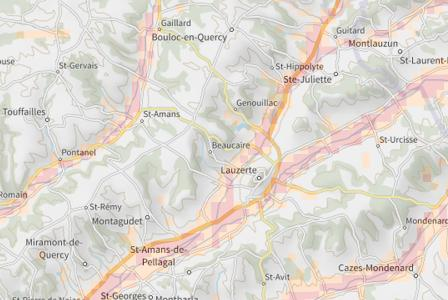 Gaillard
Bouloc-en-Quercy
Guitard
Montlauzun
St-Laurent-
St-Gervais
St-Hippolyte
Ste-Juliette
Touffailles
Genouillac
St-Amans
Beaucaire
St-Urcisse
Pontanel
Lauzerte
Romain
St-Rémy
Montagudet
Mondenard
Miramont-de-
Quercy
St-Amans-de-
Pellagal
Cazes-Mondenard
St-Avit
St-Georges
Montbarla